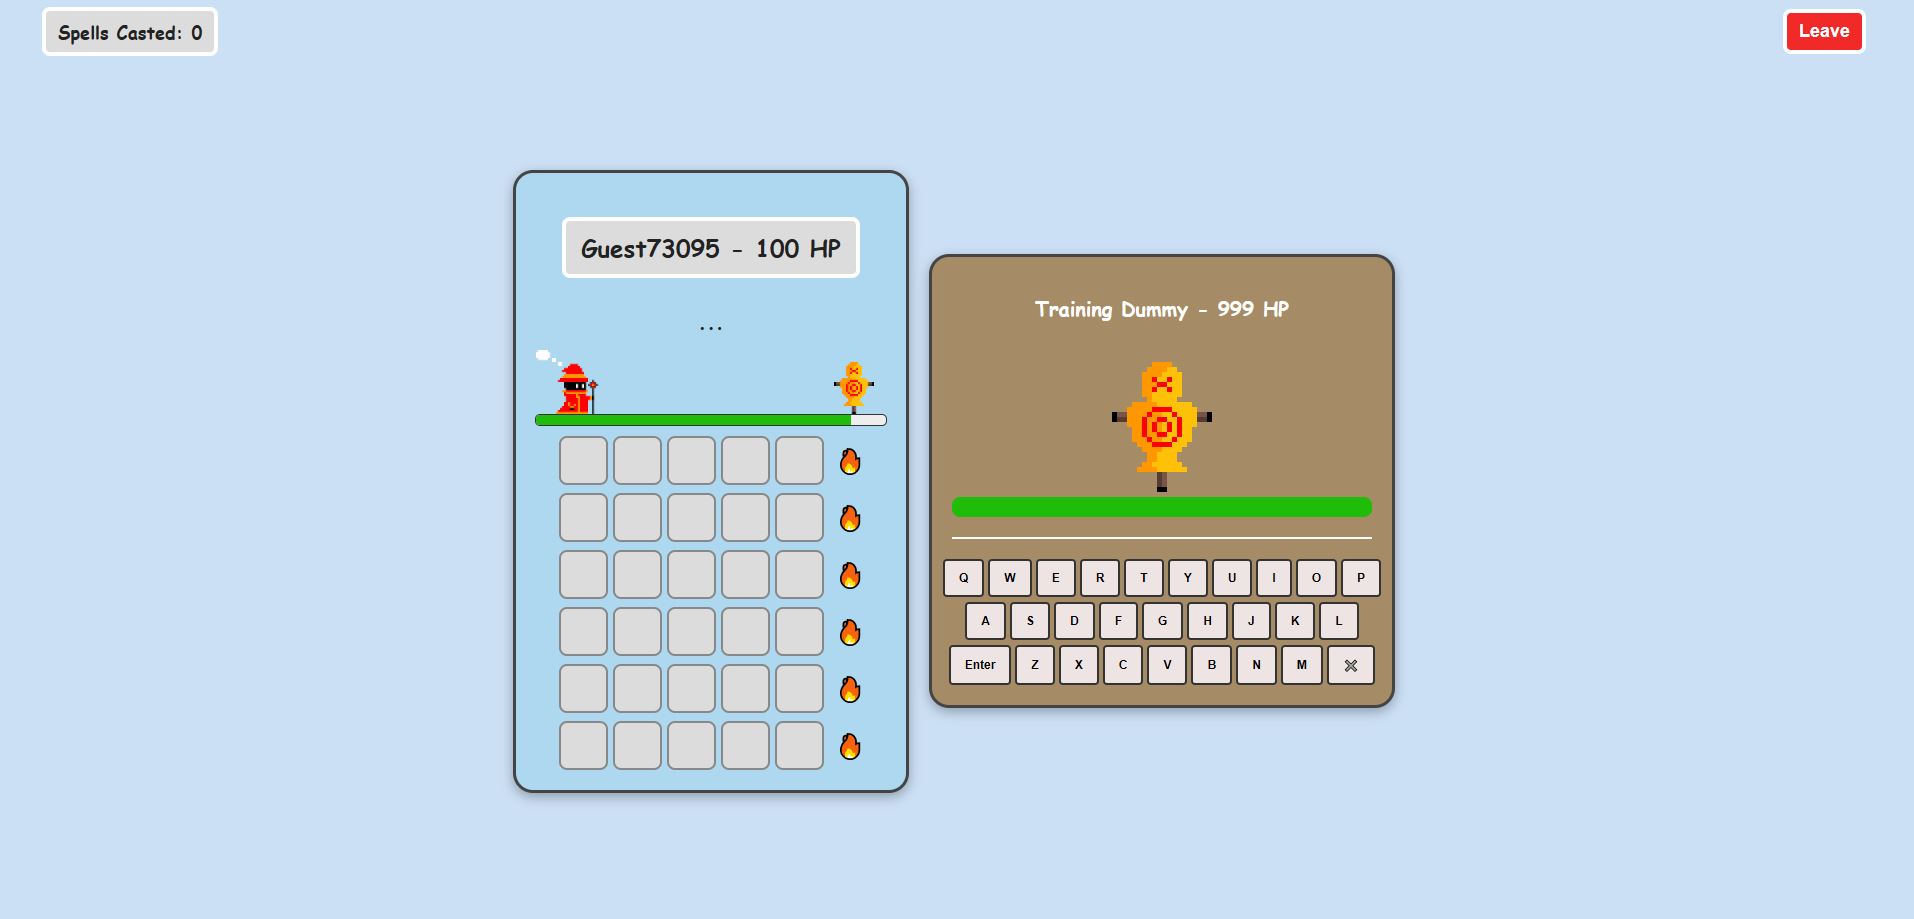 Spells Casted: 0
Leave
Guest73095 - 100 HP
...
Training Dummy - 999 HP
Q W E R T Y U I O P
A S D F G H J K L
Enter Z X C V B N M